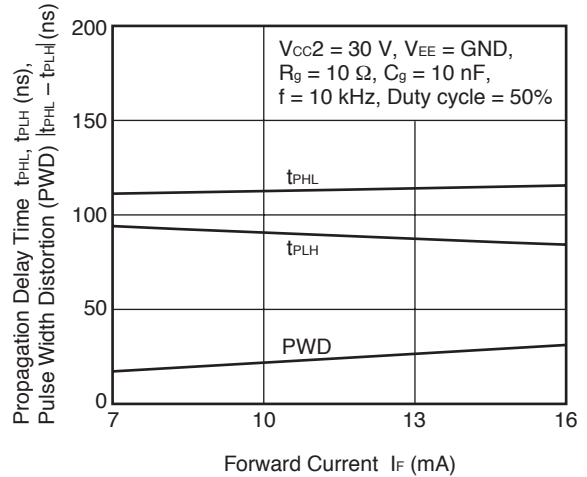 Propagation Delay Time tPHL, tPLH (ns),
Pulse Width Distortion (PWD) |tPHL – tPLH| (ns)
200
150
100
50
0
VCC2 = 30 V, VEE = GND,
Rg = 10 Ω, Cg = 10 nF,
f = 10 kHz, Duty cycle = 50%
tPHL
tPLH
PWD
7
10
13
16
Forward Current IF (mA)